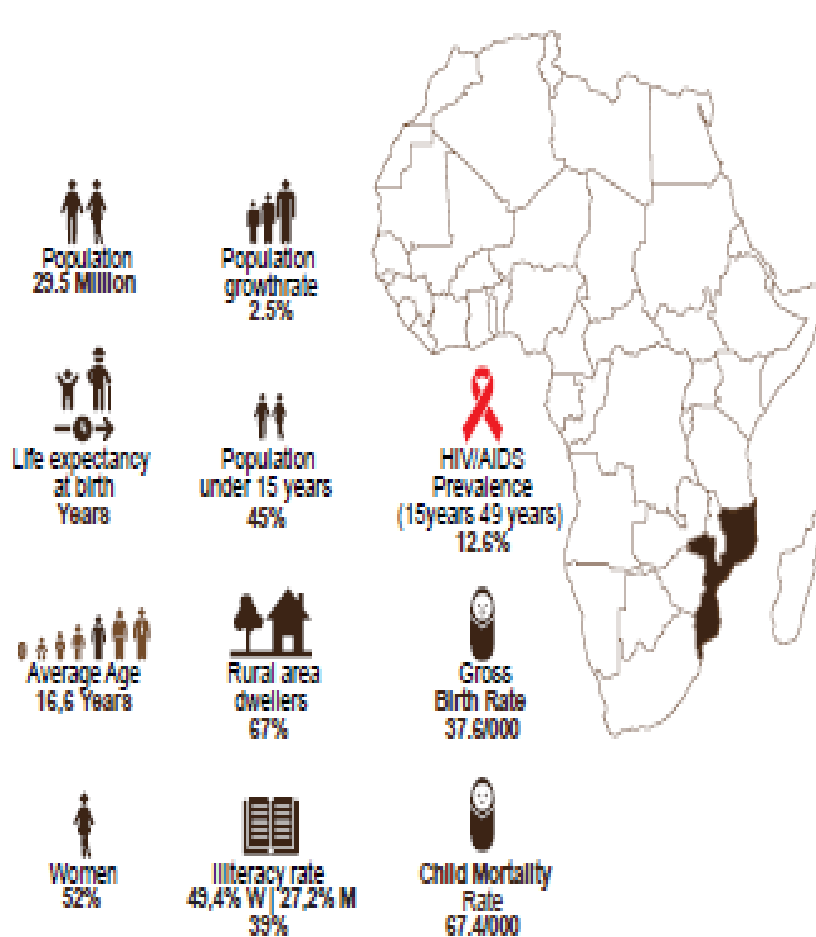 Population
29.5 Million
Population
growthrate
2.5%
Life expectancy
at birth
Years
Population
under 15 years
45%
HIV/AIDS
Prevalence
(15years 49 years)
12.6%
Average Age
16,6 Years
Rural area
dwellers
67%
Gross
Birth Rate
37.6/000
Women
52%
Illiteracy rate
49,4% W | 27,2% M
39%
Child Mortality
Rate
67.4/000